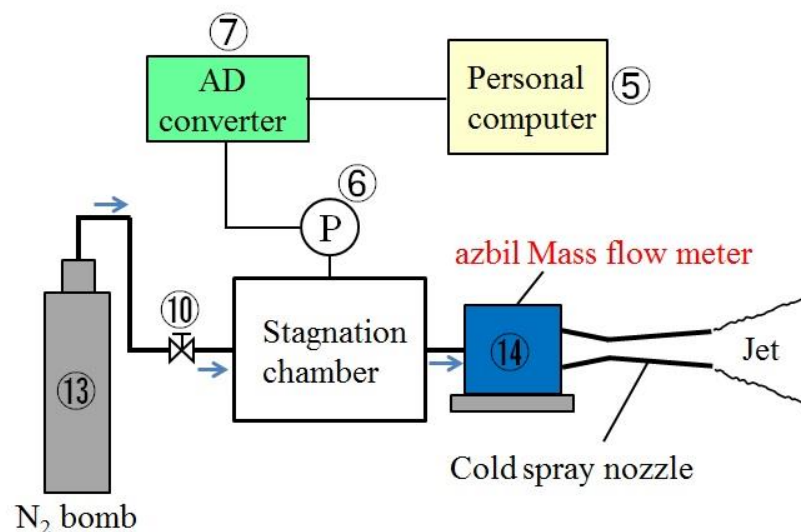 ⑦
AD
converter
Personal
computer
⑤
⑥
P
azbil Mass flow meter
⑩
Stagnation
chamber
⑭
Jet
⑬
Cold spray nozzle
N₂ bomb